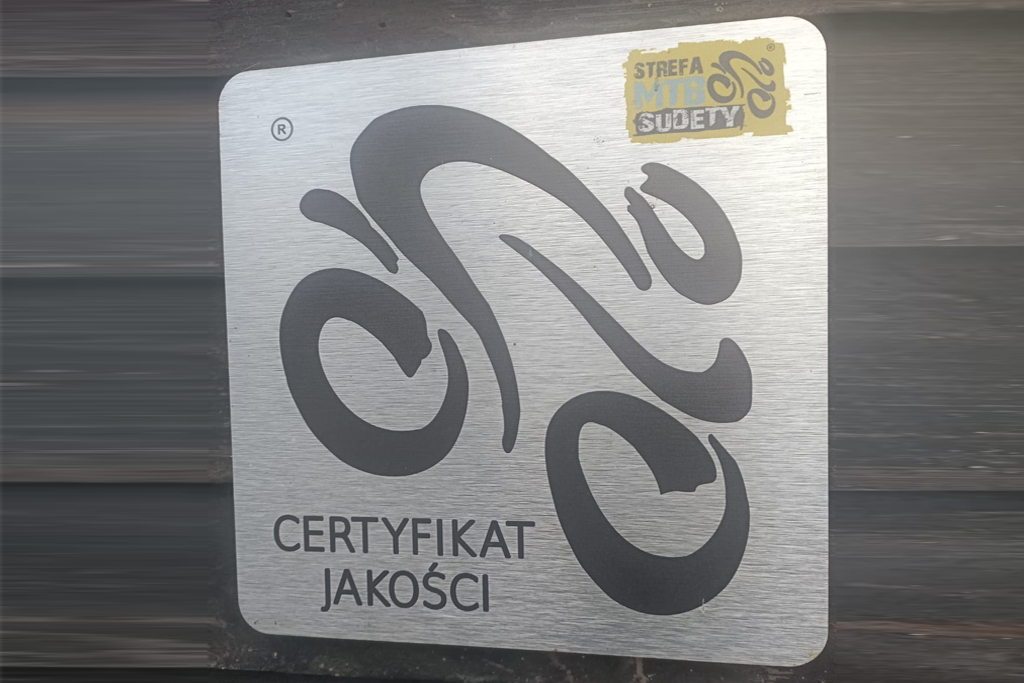 ®
STREFA
MTB
SUDETY
®
CERTYFIKAT
JAKOŚCI